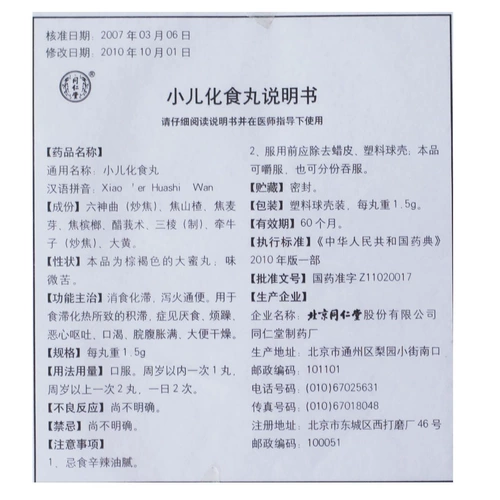 核准日期：2007年03月06日
修改日期：2010年10月01日
同仁堂
®
小儿化食丸说明书
请仔细阅读说明书并在医师指导下使用
【药品名称】
通用名称：小儿化食丸
汉语拼音：Xiao 'er Huashi Wan
【成份】六神曲（炒焦）、焦山楂、焦麦
芽、焦槟榔、醋莪术、三棱（制）、牵牛
子（炒焦）、大黄。
【性状】本品为棕褐色的大蜜丸；味
微苦。
【功能主治】消食化滞，泻火通便。用于
食滞化热所致的积滞，症见厌食、烦躁、
恶心呕吐、口渴、脘腹胀满、大便干燥。
【规格】每丸重1.5g
【用法用量】口服。周岁以内一次1丸，
周岁以上一次2丸，一日2次。
【不良反应】尚不明确。
【禁忌】尚不明确。
【注意事项】
1、忌食辛辣油腻。
2、服用前应除去蜡皮、塑料球壳；本品
可嚼服，也可分份吞服。
【贮藏】密封。
【包装】塑料球壳装，每丸重1.5g。
【有效期】60个月。
【执行标准】《中华人民共和国药典》
2010年版一部
【批准文号】国药准字Z11020017
【生产企业】
企业名称：北京同仁堂股份有限公司
同仁堂制药厂
生产地址：北京市通州区梨园小街南口
邮政编码：101101
电话号码：(010)67025631
传真号码：(010)67018048
注册地址：北京市东城区西打磨厂46号
邮政编码：100051